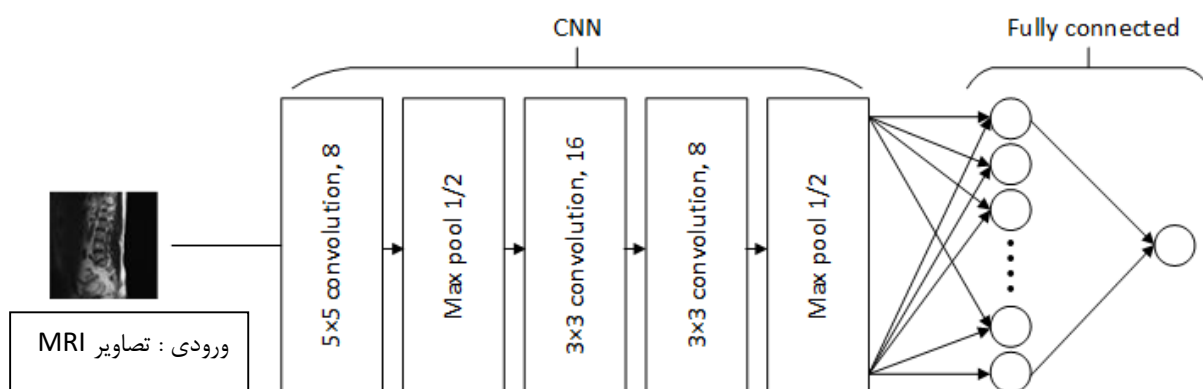 CNN
Fully connected
5×5 convolution, 8
Max pool 1/2
3×3 convolution, 16
3×3 convolution, 8
Max pool 1/2
ورودی : تصاویر MRI